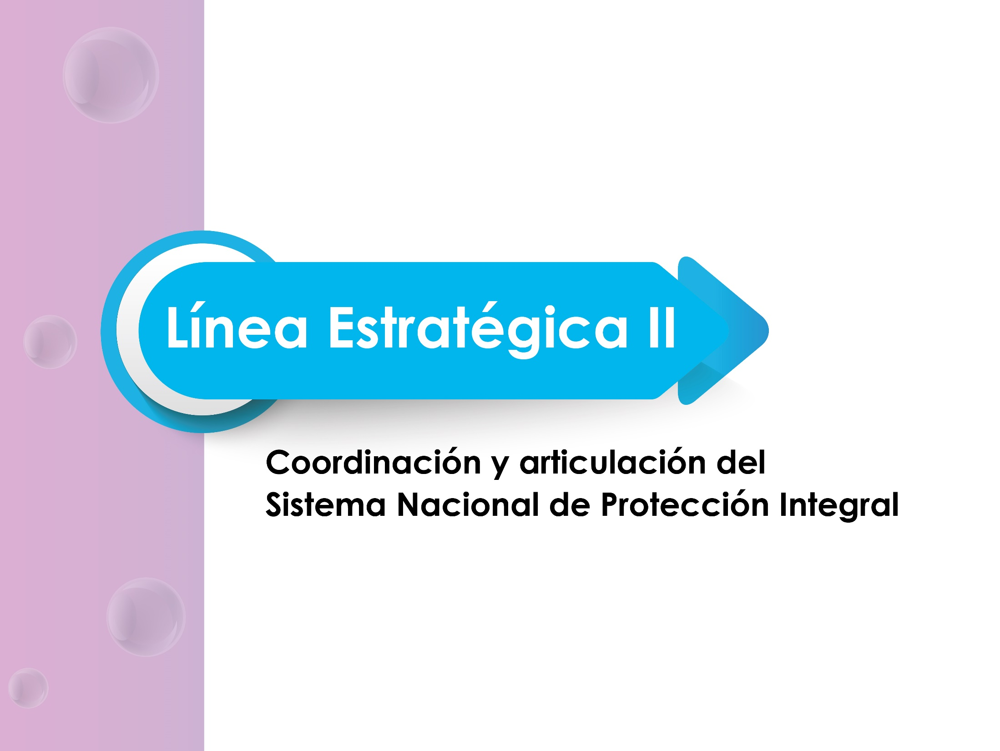 Línea Estratégica II
Coordinación y articulación del
Sistema Nacional de Protección Integral